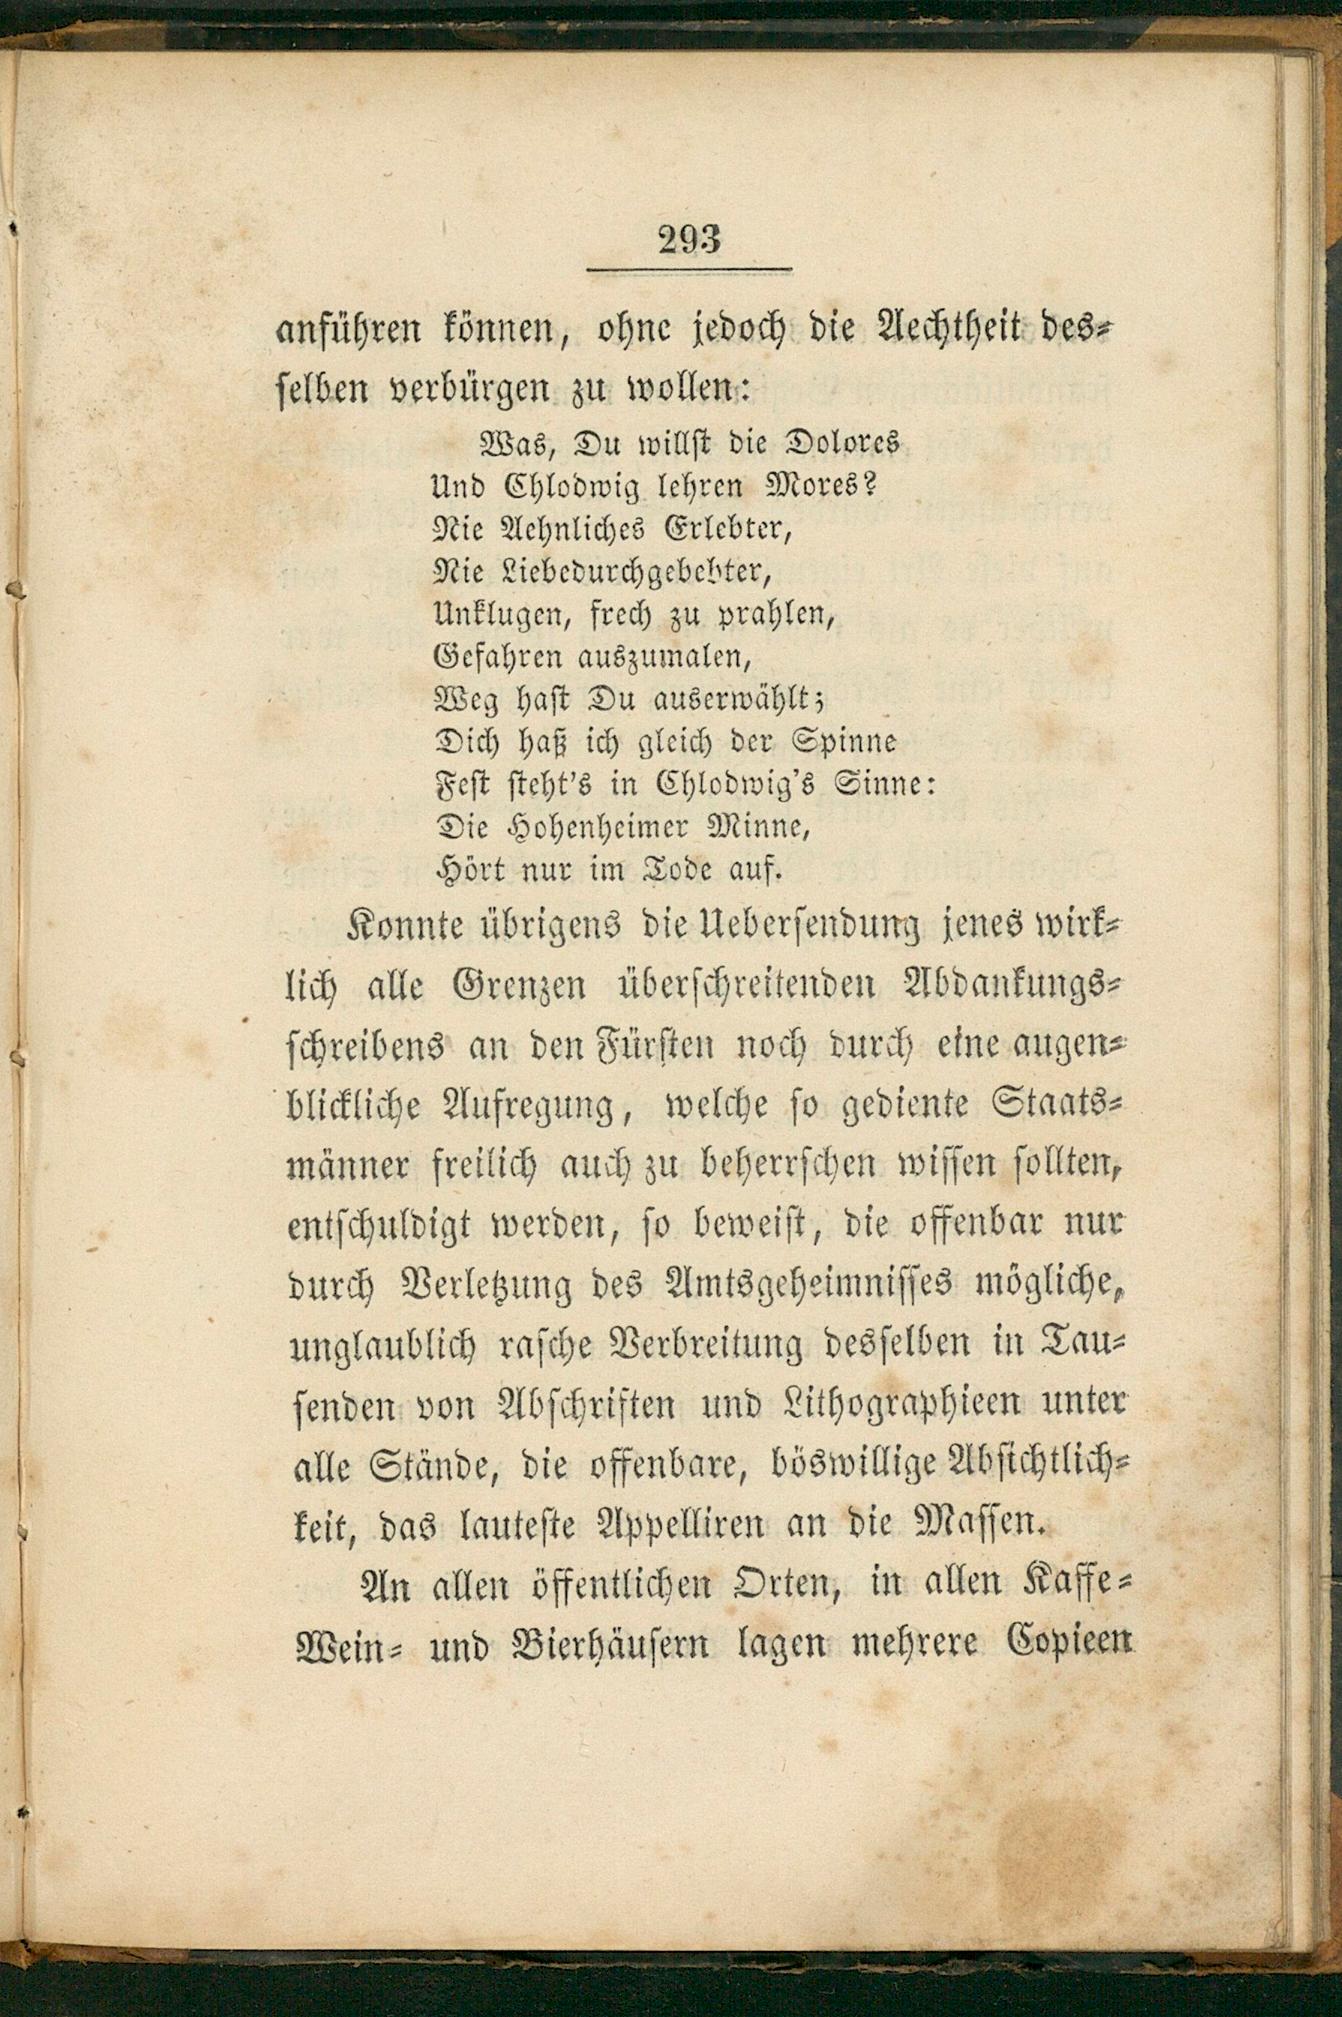 293
anführen können, ohne jedoch die Aechtheit des-
selben verbürgen zu wollen:
Was, Du willst die Dolores
Und Chlodwig lehren Mores?
Nie Aehnliches Erlebter,
Nie Liebedurchgebebter,
Unklugen, frech zu prahlen,
Gefahren auszumalen,
Weg hast Du auserwählt;
Dich haß ich gleich der Spinne
Fest steht's in Chlodwig's Sinne:
Die Hohenheimer Minne,
Hört nur im Tode auf.
Konnte übrigens die Uebersendung jenes wirk-
lich alle Grenzen überschreitenden Abdankungs-
schreibens an den Fürsten noch durch eine augen-
blickliche Aufregung, welche so gediente Staats-
männer freilich auch zu beherrschen wissen sollten,
entschuldigt werden, so beweist, die offenbar nur
durch Verletzung des Amtsgeheimnisses mögliche,
unglaublich rasche Verbreitung desselben in Tau-
senden von Abschriften und Lithographieen unter
alle Stände, die offenbare, böswillige Absichtlich-
keit, das lauteste Appelliren an die Massen.
An allen öffentlichen Orten, in allen Kaffe-
Wein- und Bierhäusern lagen mehrere Copieen